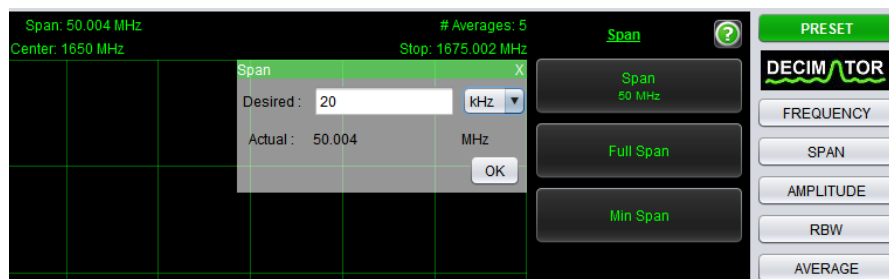 Span: 50.004 MHz
# Averages: 5
Center: 1650 MHz
Stop: 1675.002 MHz
Span X
Desired : 20 kHz
Actual : 50.004 MHz
OK
Span
?
Span
50 MHz
Full Span
Min Span
PRESET
DECIMATOR
FREQUENCY
SPAN
AMPLITUDE
RBW
AVERAGE